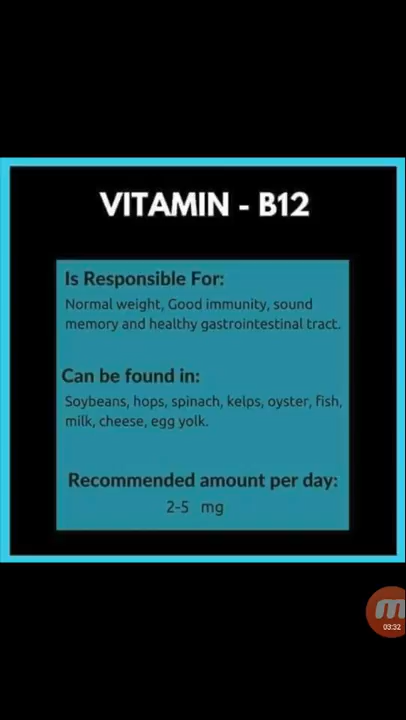 VITAMIN - B12
Is Responsible For:
Normal weight, Good immunity, sound
memory and healthy gastrointestinal tract.
Can be found in:
Soybeans, hops, spinach, kelps, oyster, fish,
milk, cheese, egg yolk.
Recommended amount per day:
2-5 mg
03:32